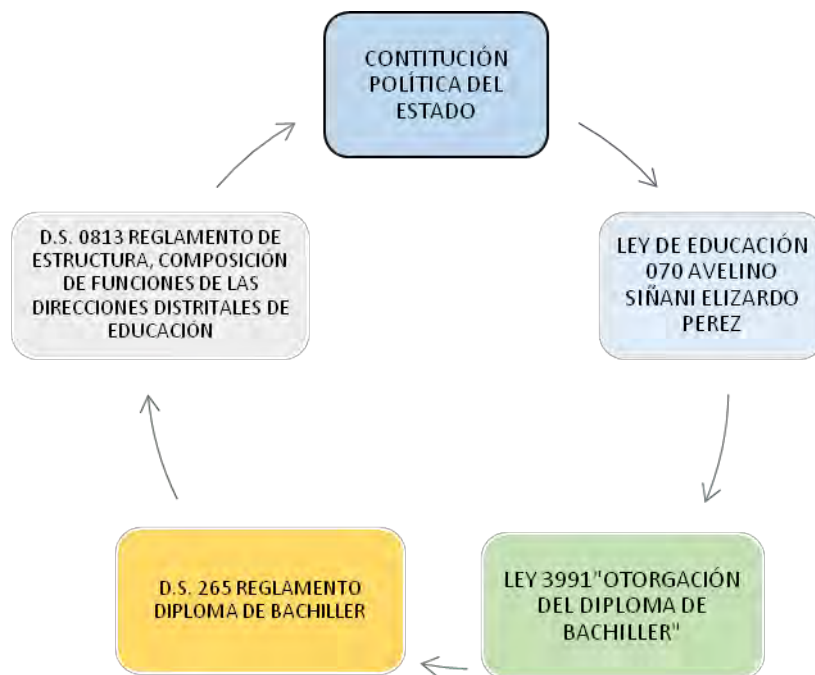 CONTITUCIÓN
POLÍTICA DEL
ESTADO
LEY DE EDUCACIÓN
070 AVELINO
SIÑANI ELIZARDO
PEREZ
LEY 3991"OTORGACIÓN
DEL DIPLOMA DE
BACHILLER"
D.S. 265 REGLAMENTO
DIPLOMA DE BACHILLER
D.S. 0813 REGLAMENTO DE
ESTRUCTURA, COMPOSICIÓN
DE FUNCIONES DE LAS
DIRECCIONES DISTRITALES DE
EDUCACIÓN